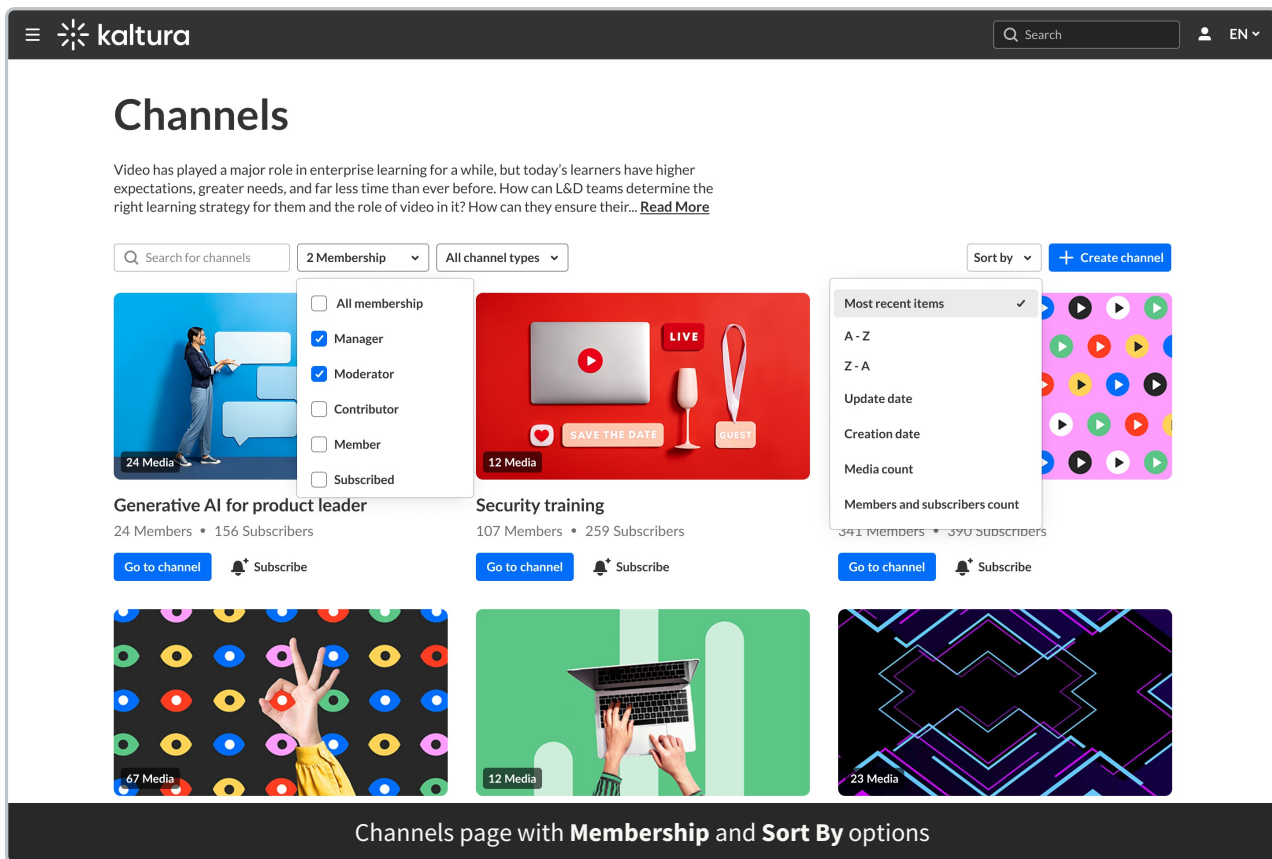 kaltura
Search
EN
Channels
Video has played a major role in enterprise learning for a while, but today's learners have higher
expectations, greater needs, and far less time than ever before. How can L&D teams determine the
right learning strategy for them and the role of video in it? How can they ensure their... Read More
Search for channels
2 Membership
All channel types
Sort by
Create channel
All membership
Manager
Moderator
Contributor
Member
Subscribed
Most recent items
A - Z
Z - A
Update date
Creation date
Media count
Members and subscribers count
24 Media
LIVE
SAVE THE DATE
GUEST
12 Media
Generative AI for product leader
24 Members • 156 Subscribers
Go to channel
Subscribe
Security training
107 Members • 259 Subscribers
Go to channel
Subscribe
341 Members • 390 Subscribers
Go to channel
Subscribe
67 Media
12 Media
23 Media
Channels page with Membership and Sort By options